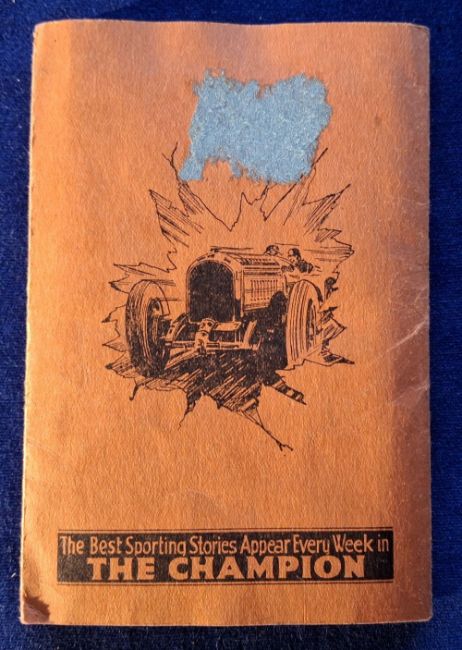 The Best Sporting Stories Appear Every Week in
THE CHAMPION